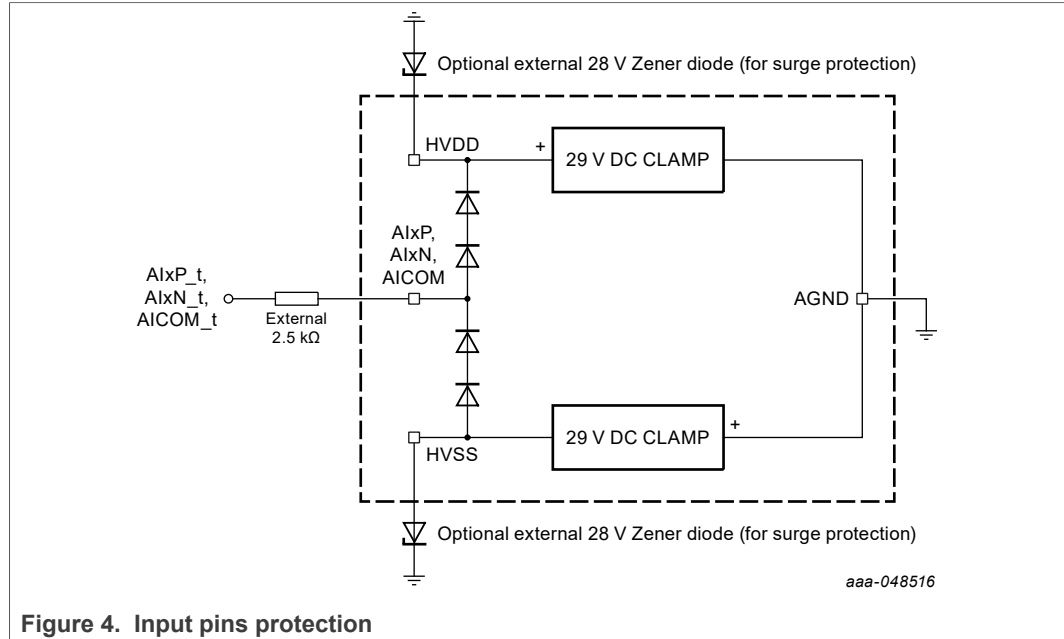 Optional external 28 V Zener diode (for surge protection)
HVDD
+
29 V DC CLAMP
AIxP,
AIxN,
AICOM
AIxP_t,
AIxN_t,
AICOM_t
External
2.5 kΩ
AGND
29 V DC CLAMP
+
HVSS
Optional external 28 V Zener diode (for surge protection)
aaa-048516
Figure 4. Input pins protection